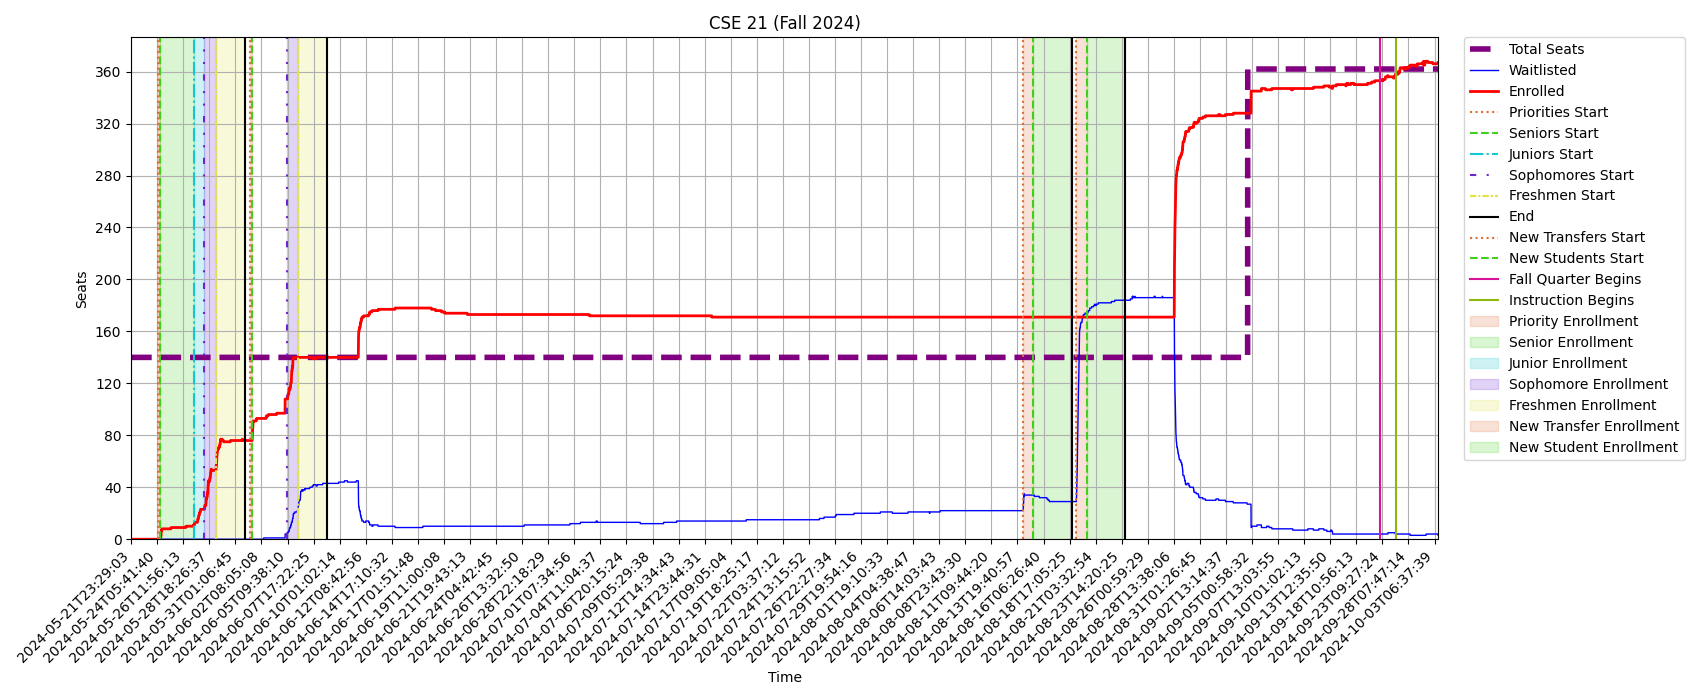 CSE 21 (Fall 2024)
Seats
360
320
280
240
200
160
120
80
40
0
2024-05-21T23:29:03
2024-05-24T05:41:40
2024-05-26T11:56:13
2024-05-28T18:26:37
2024-05-31T01:06:45
2024-06-02T08:05:08
2024-06-05T09:38:10
2024-06-07T17:22:25
2024-06-10T01:02:14
2024-06-12T08:42:56
2024-06-14T17:10:32
2024-06-17T01:51:48
2024-06-19T11:00:08
2024-06-21T19:43:13
2024-06-24T04:42:45
2024-06-26T13:32:50
2024-06-28T22:18:29
2024-07-01T07:34:56
2024-07-04T11:04:37
2024-07-06T20:15:24
2024-07-09T05:29:38
2024-07-12T14:34:43
2024-07-14T23:44:31
2024-07-17T09:05:04
2024-07-19T18:25:17
2024-07-22T03:37:12
2024-07-24T13:15:52
2024-07-26T22:27:34
2024-07-29T19:54:16
2024-08-01T19:10:33
2024-08-04T04:38:47
2024-08-06T14:03:43
2024-08-08T23:43:30
2024-08-11T09:44:20
2024-08-13T19:40:57
2024-08-16T06:26:40
2024-08-18T17:05:25
2024-08-21T03:32:54
2024-08-23T14:20:25
2024-08-26T00:59:29
2024-08-28T13:38:06
2024-08-31T01:26:45
2024-09-02T13:14:37
2024-09-05T00:58:32
2024-09-07T13:03:55
2024-09-10T01:02:13
2024-09-13T12:35:50
2024-09-18T10:56:13
2024-09-23T09:27:24
2024-09-28T07:47:14
2024-10-03T06:37:39
Time
Total Seats
Waitlisted
Enrolled
Priorities Start
Seniors Start
Juniors Start
Sophomores Start
Freshmen Start
End
New Transfers Start
New Students Start
Fall Quarter Begins
Instruction Begins
Priority Enrollment
Senior Enrollment
Junior Enrollment
Sophomore Enrollment
Freshmen Enrollment
New Transfer Enrollment
New Student Enrollment